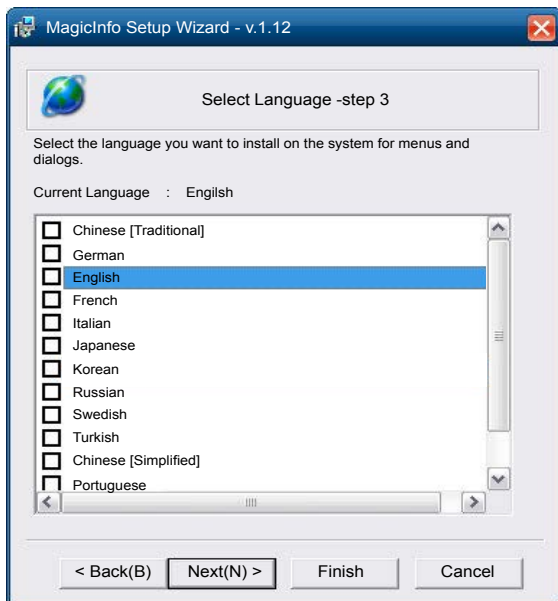 MagicInfo Setup Wizard - v.1.12
Select Language -step 3
Select the language you want to install on the system for menus and
dialogs.
Current Language : Engilsh
Chinese [Traditional]
German
English
French
Italian
Japanese
Korean
Russian
Swedish
Turkish
Chinese [Simplified]
Portuguese
< Back(B) Next(N) > Finish Cancel